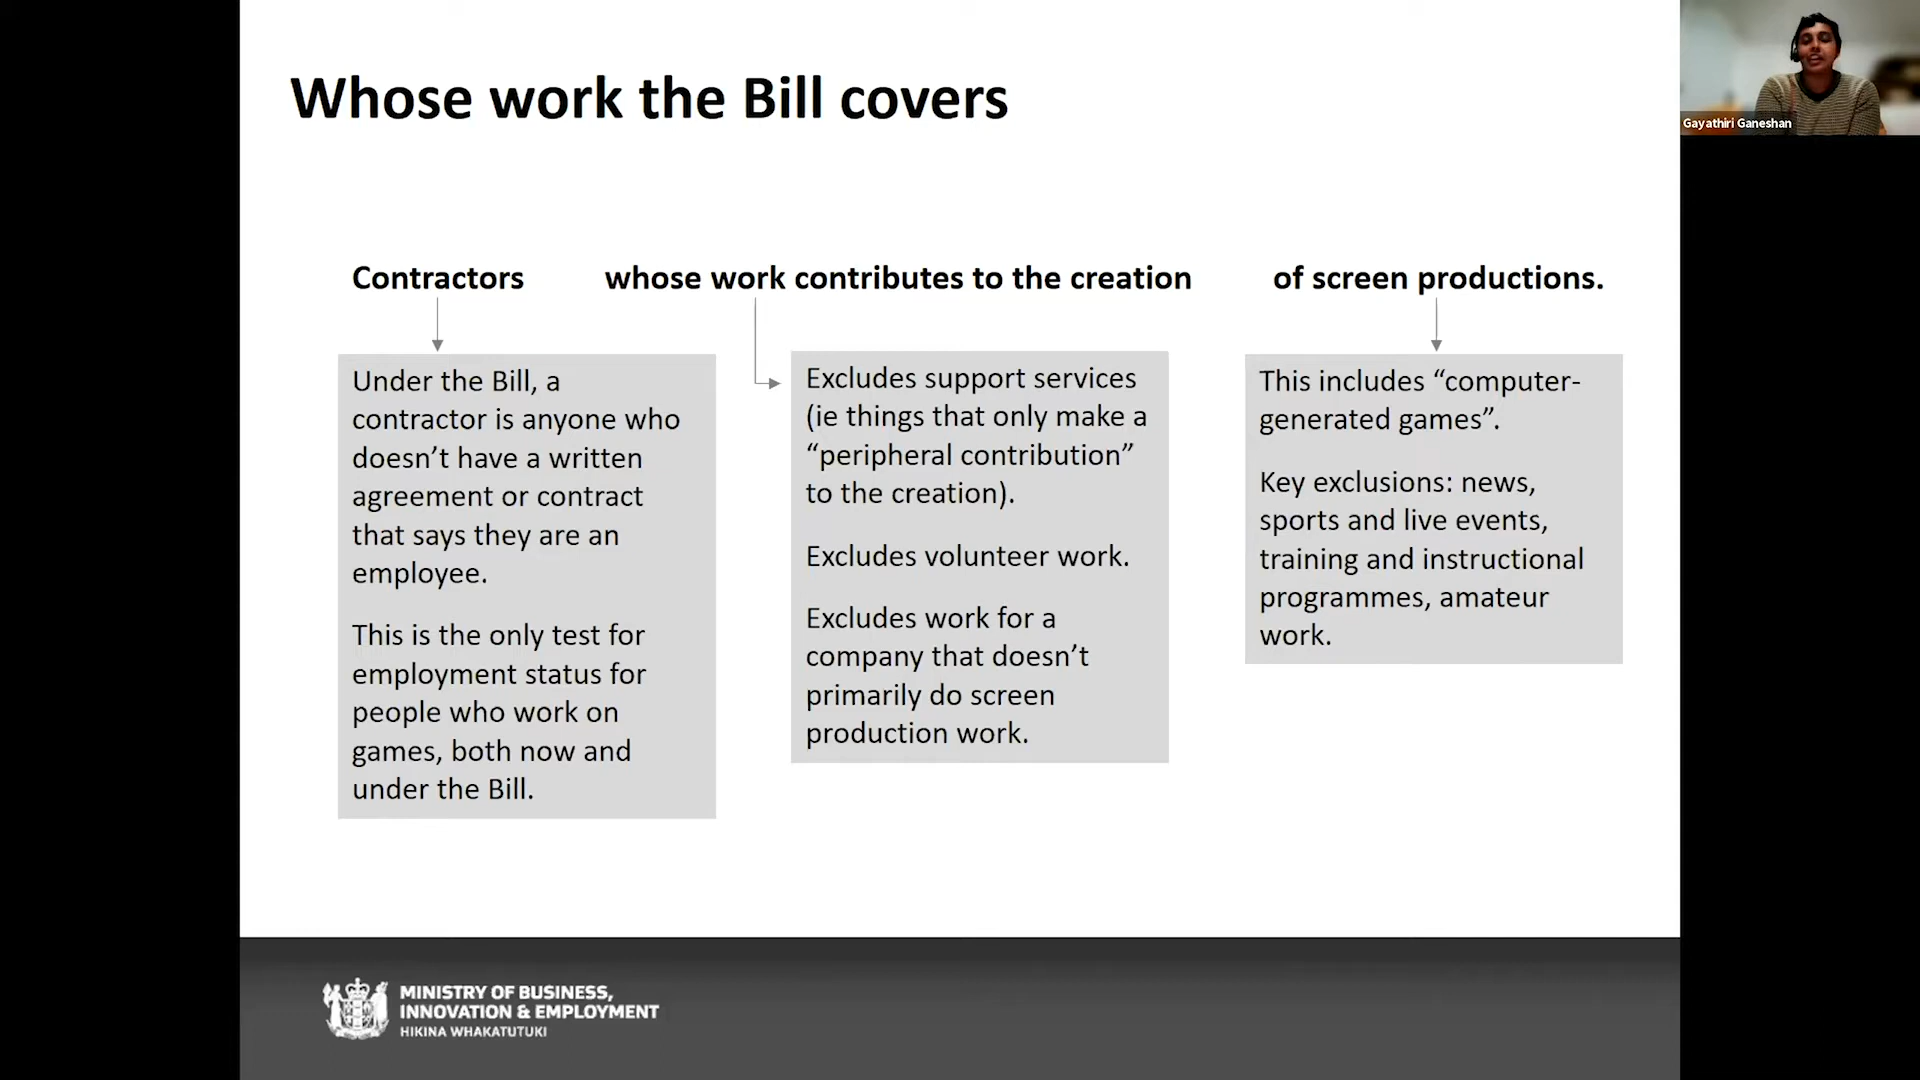 Whose work the Bill covers
Gayathiri Ganeshan
Contractors
whose work contributes to the creation
of screen productions.
Under the Bill, a
contractor is anyone who
doesn’t have a written
agreement or contract
that says they are an
employee.
This is the only test for
employment status for
people who work on
games, both now and
under the Bill.
Excludes support services
(ie things that only make a
“peripheral contribution”
to the creation).
Excludes volunteer work.
Excludes work for a
company that doesn’t
primarily do screen
production work.
This includes “computer-
generated games”.
Key exclusions: news,
sports and live events,
training and instructional
programmes, amateur
work.
MINISTRY OF BUSINESS,
INNOVATION & EMPLOYMENT
HIKINA WHAKATUTUKI